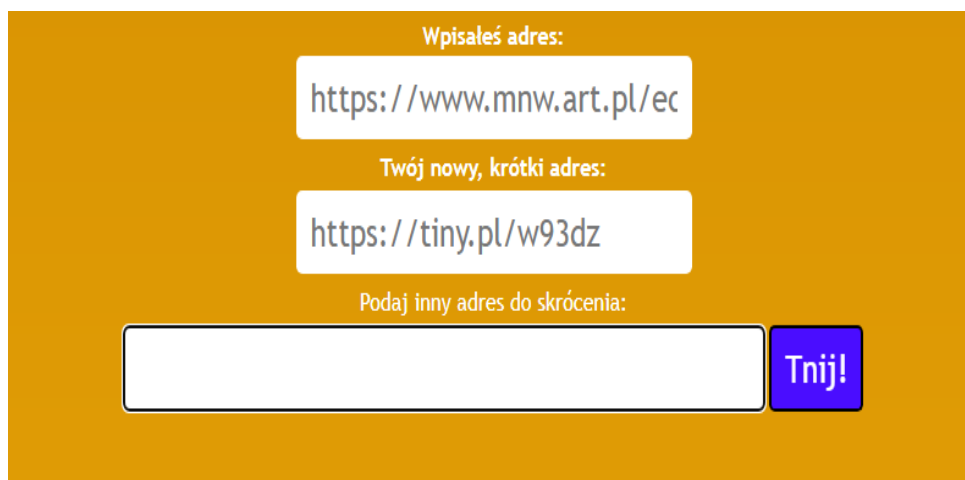 Wpisałeś adres:
https://www.mnw.art.pl/ec
Twój nowy, krótki adres:
https://tiny.pl/w93dz
Podaj inny adres do skrócenia:
Tnij!